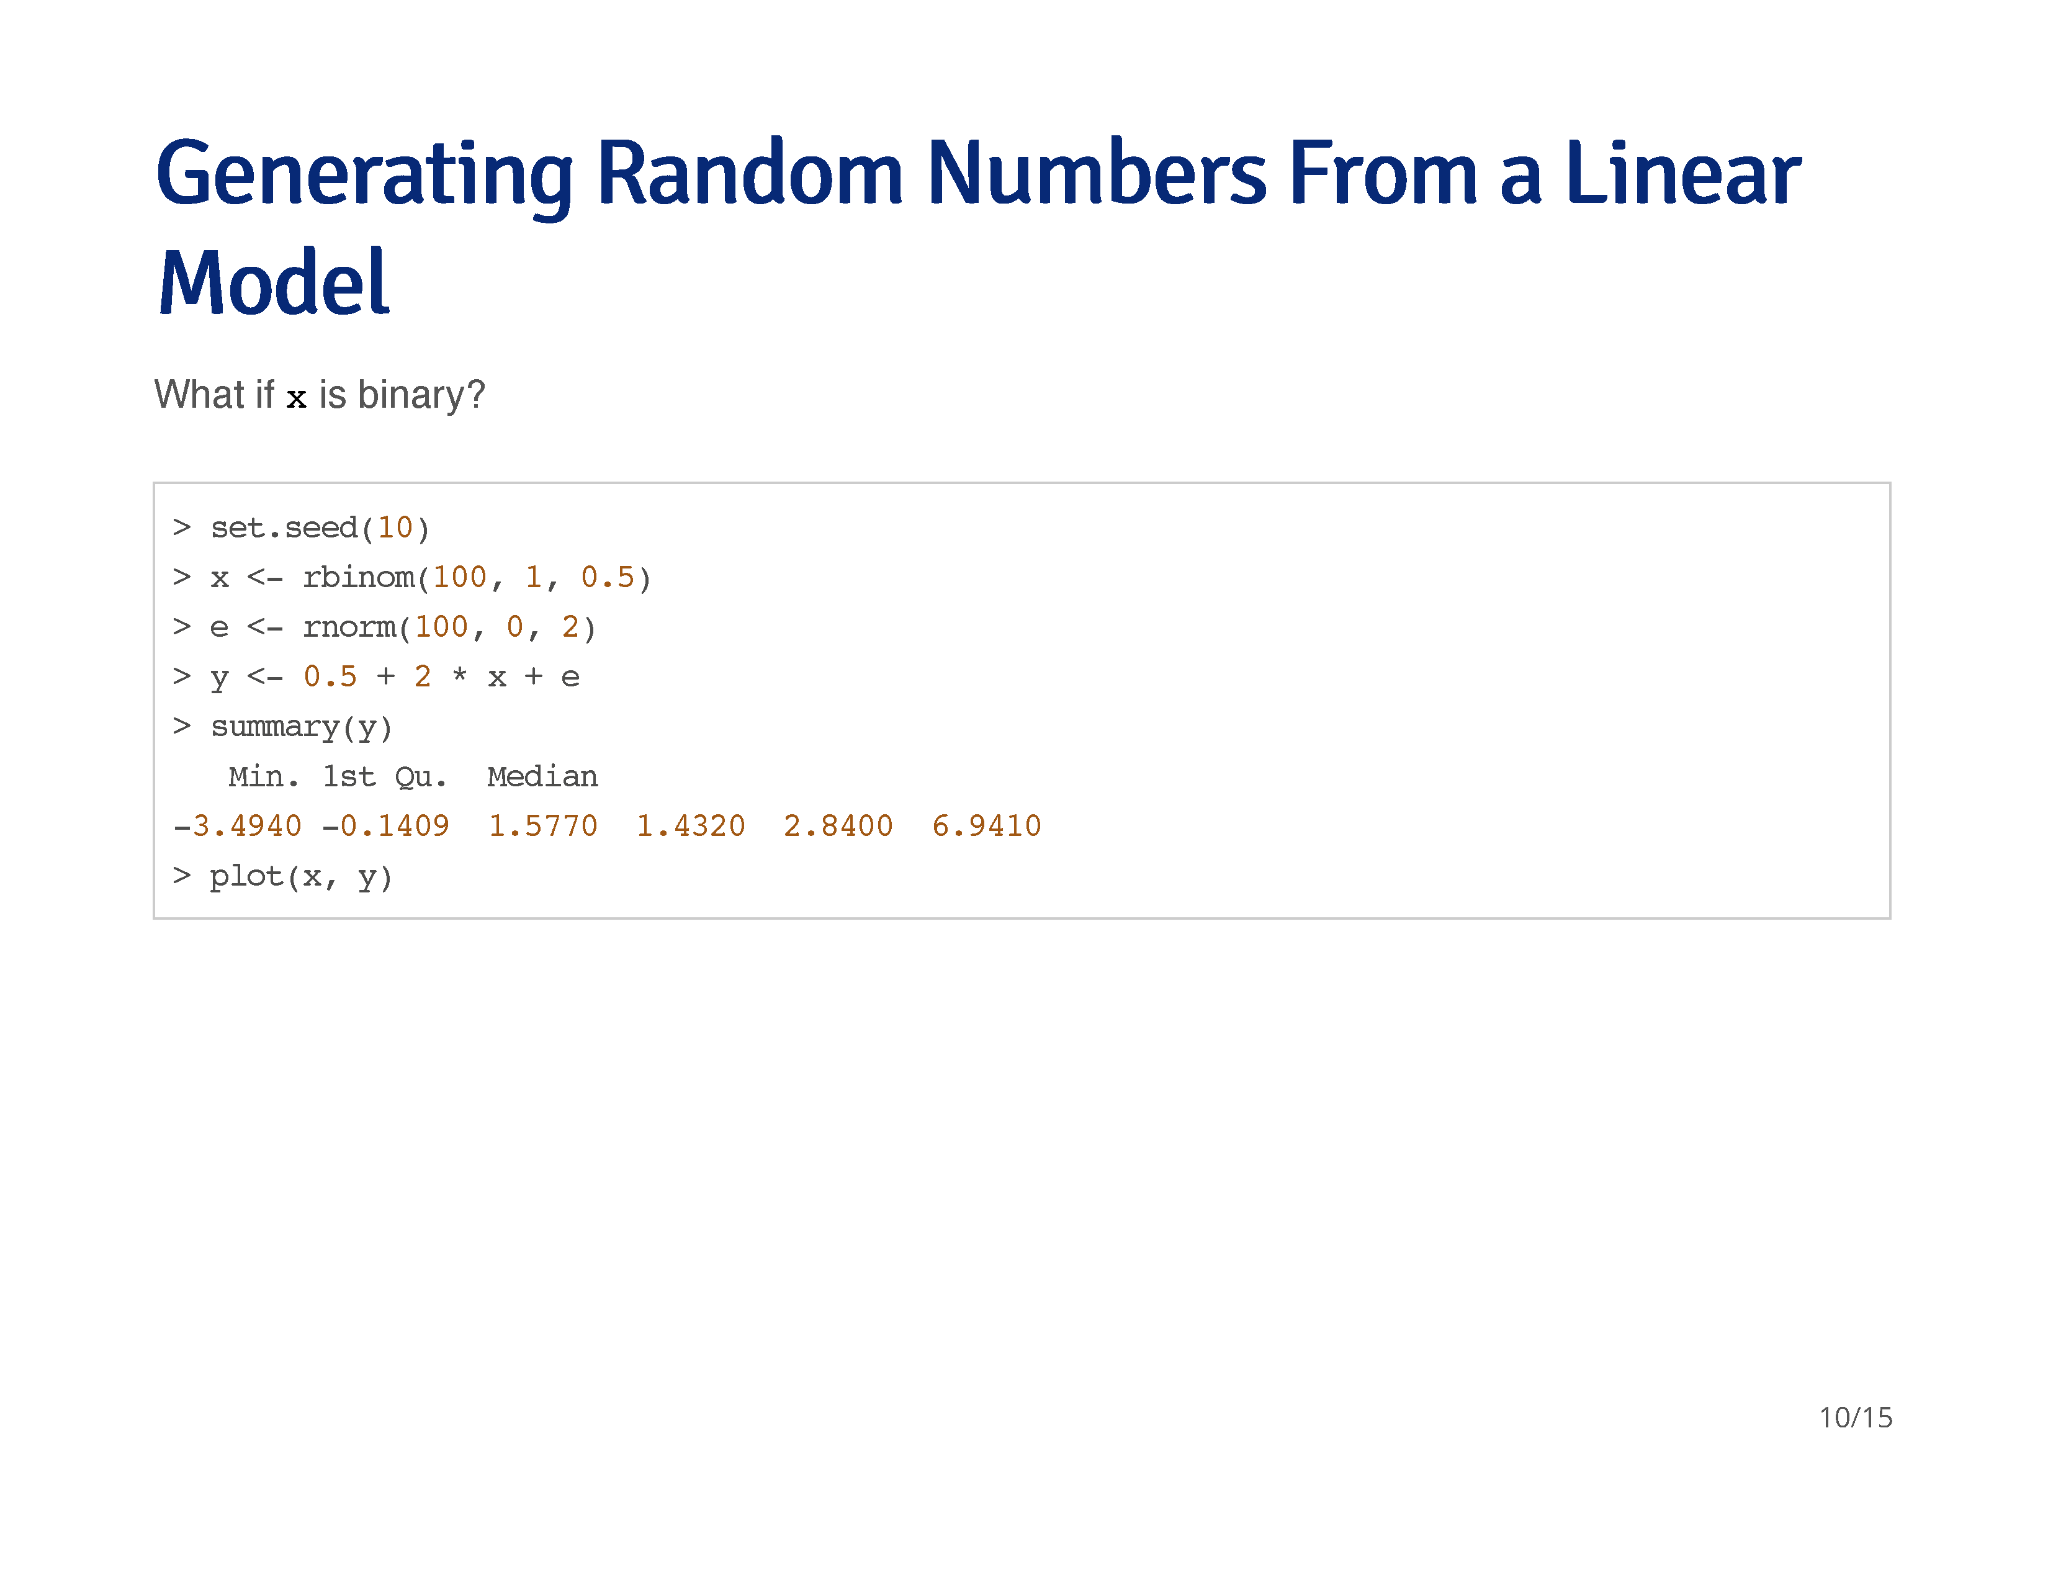 Generating Random Numbers From a Linear
Model
What if x is binary?
> set.seed(10)
> x <- rbinom(100, 1, 0.5)
> e <- rnorm(100, 0, 2)
> y <- 0.5 + 2 * x + e
> summary(y)
   Min. 1st Qu.  Median
-3.4940 -0.1409  1.5770  1.4320  2.8400  6.9410
> plot(x, y)
10/15